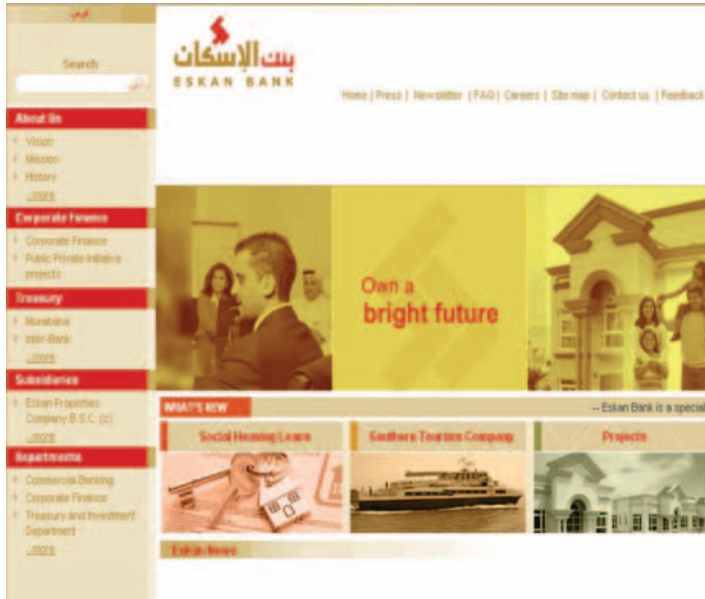 عربي
Search
About Us
Vision
Mission
History
...more
Corporate Finance
Corporate Finance
Public Private Initiative
projects
Treasury
Murabaha
Inter-Bank
...more
Subsidiaries
Eskan Properties
Company B.S.C. (c)
...more
Departments
Commercial Banking
Corporate Finance
Treasury and Investment
Department
...more
بنك الإسكان
ESKAN BANK
Home | Press | Newsletter | FAQ | Careers | Site map | Contact us | Feedback
Own a
bright future
WHAT'S NEW
-- Eskan Bank is a special
Social Housing Loans
Southern Tourism Company
Projects
Eskan News